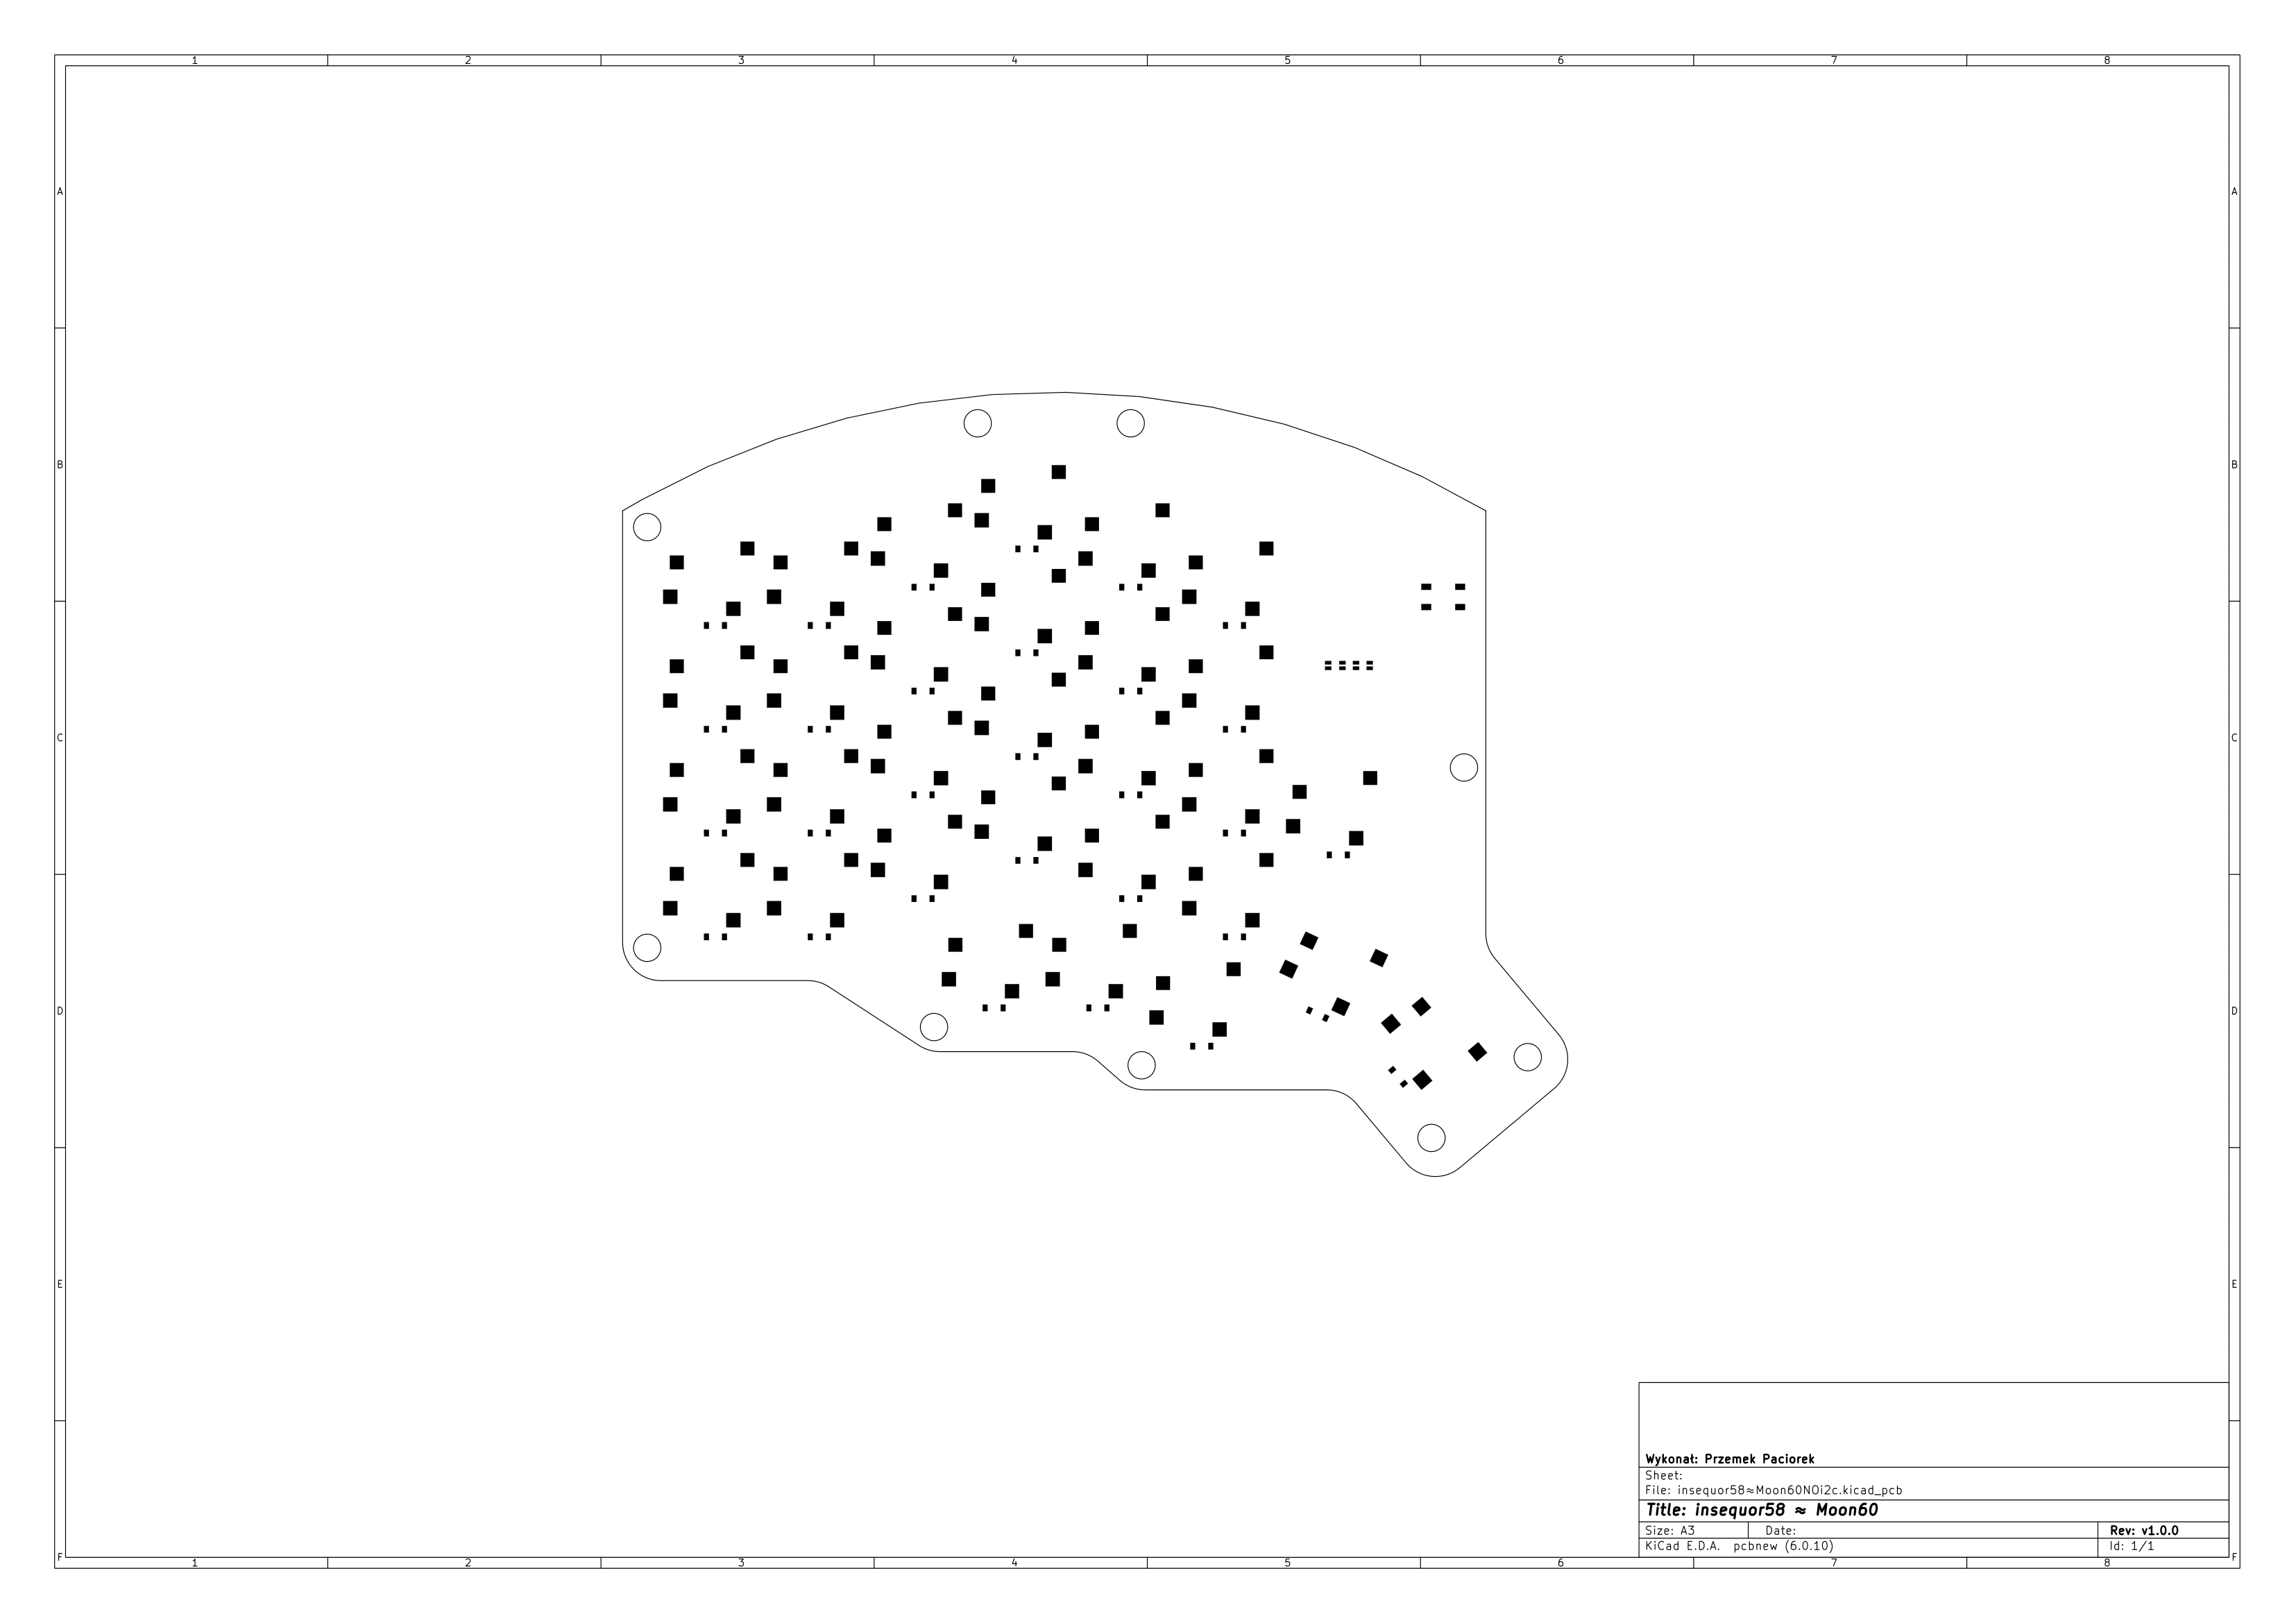 1 2 3 4 5 6 7 8
A A
B B
C C
D D
E E
Wykonał: Przemek Paciorek
Sheet:
File: insequor58≈Moon60NOi2c.kicad_pcb
Title: insequor58 ≈ Moon60
Size: A3 Date: Rev: v1.0.0
KiCad E.D.A. pcbnew (6.0.10) Id: 1/1
F F
1 2 3 4 5 6 7 8